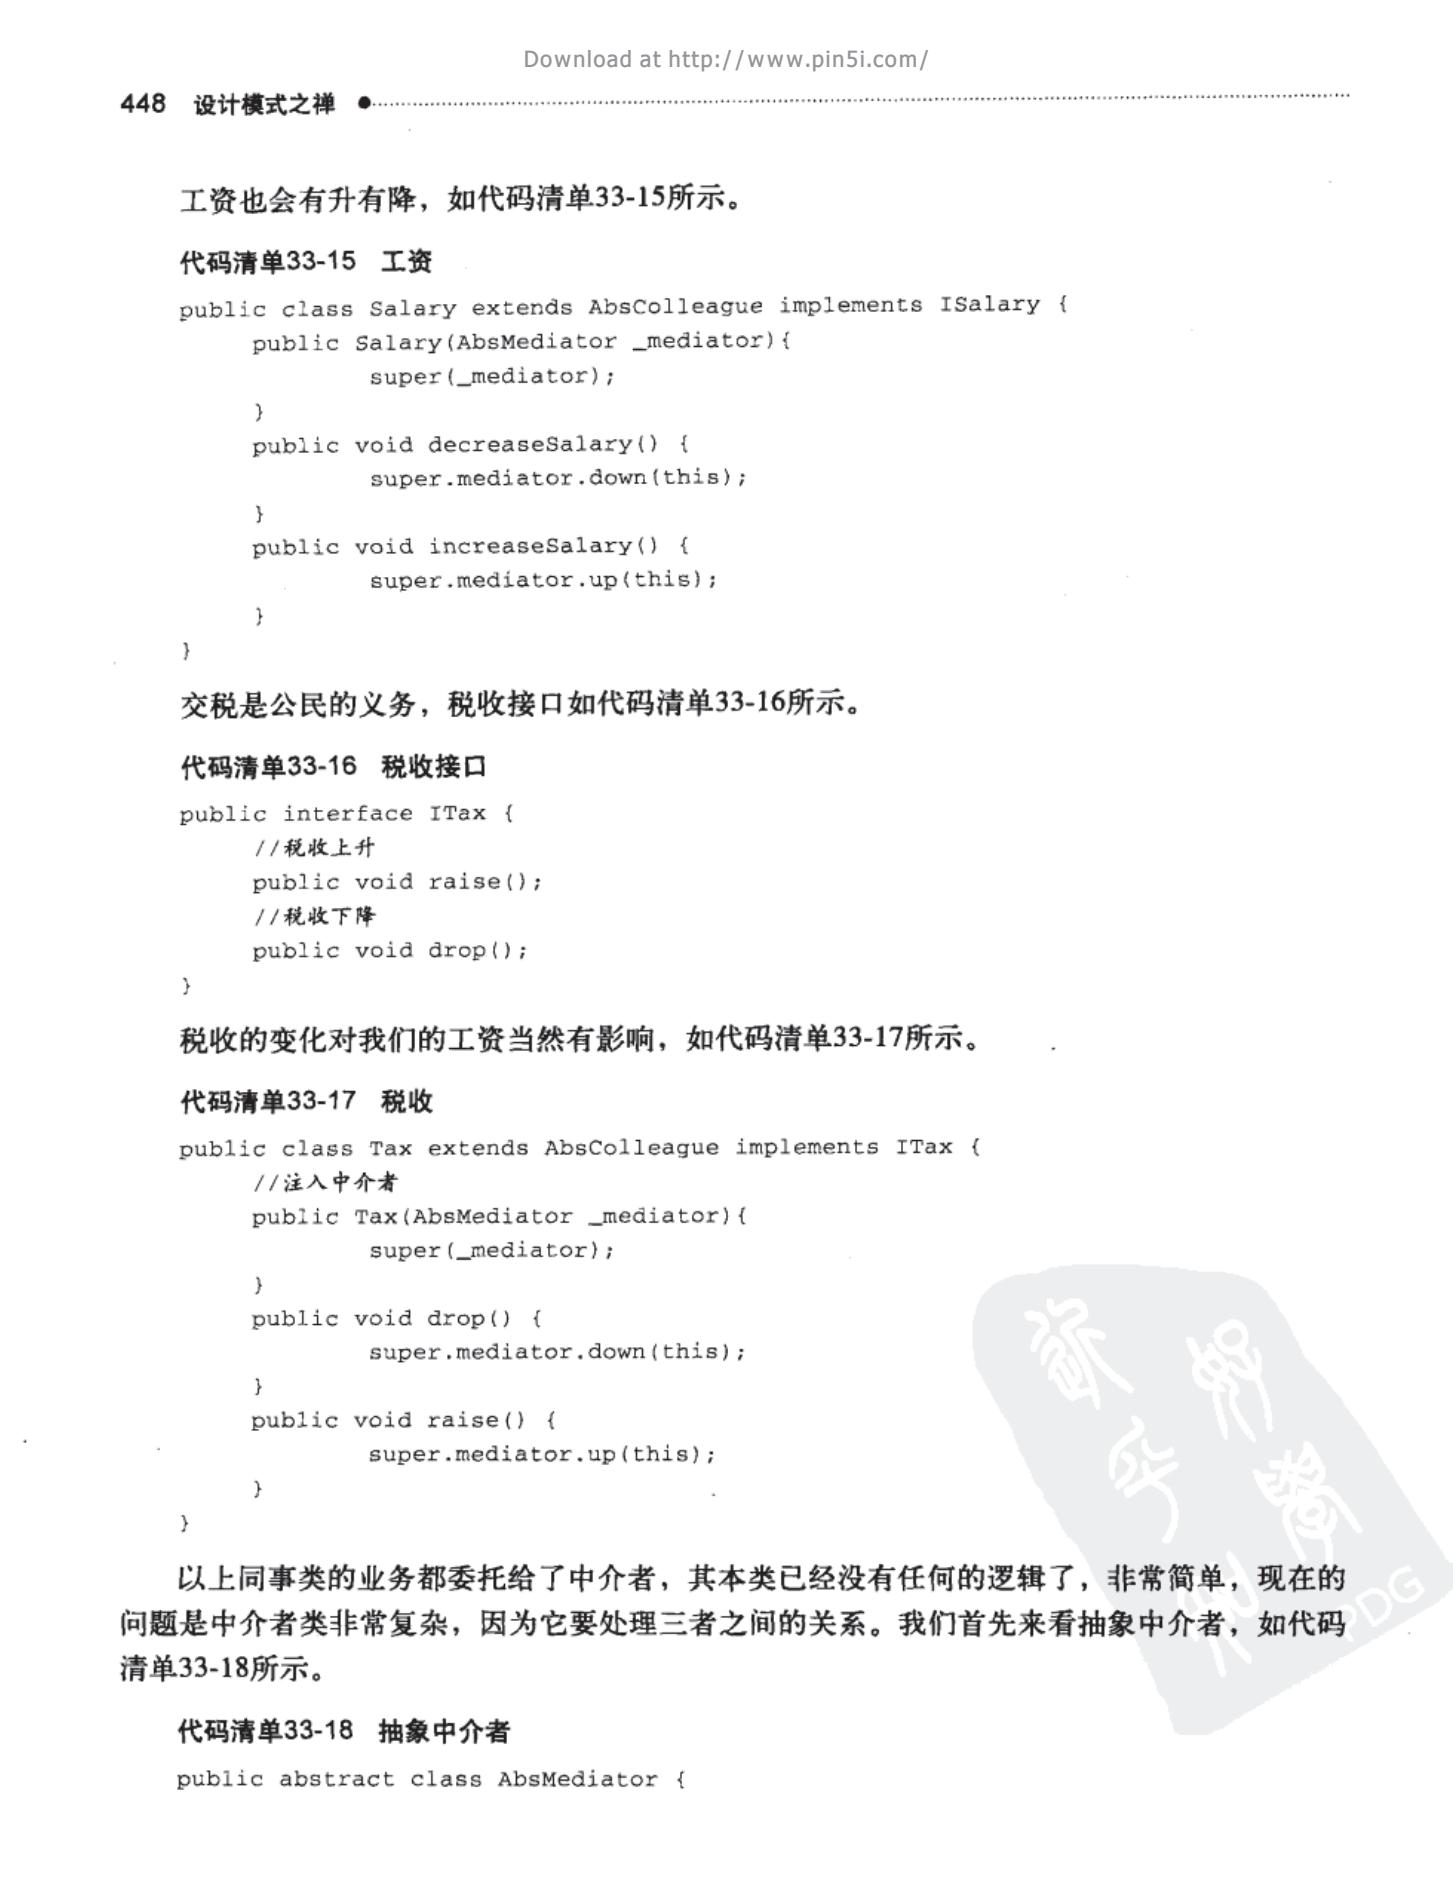 Download at http://www.pin5i.com/
448 设计模式之禅
工资也会有升有降，如代码清单33-15所示。
代码清单33-15 工资
public class Salary extends AbsColleague implements ISalary {
public Salary(AbsMediator _mediator){
super(_mediator);
}
public void decreaseSalary() {
super.mediator.down(this);
}
public void increaseSalary() {
super.mediator.up(this);
}
}
交税是公民的义务，税收接口如代码清单33-16所示。
代码清单33-16 税收接口
public interface ITax {
//税收上升
public void raise();
//税收下降
public void drop();
}
税收的变化对我们的工资当然有影响，如代码清单33-17所示。
代码清单33-17 税收
public class Tax extends AbsColleague implements ITax {
//注入中介者
public Tax(AbsMediator _mediator){
super(_mediator);
}
public void drop() {
super.mediator.down(this);
}
public void raise() {
super.mediator.up(this);
}
}
以上同事类的业务都委托给了中介者，其本类已经没有任何的逻辑了，非常简单，现在的
问题是中介者类非常复杂，因为它要处理三者之间的关系。我们首先来看抽象中介者，如代码
清单33-18所示。
PDG
代码清单33-18 抽象中介者
public abstract class AbsMediator {